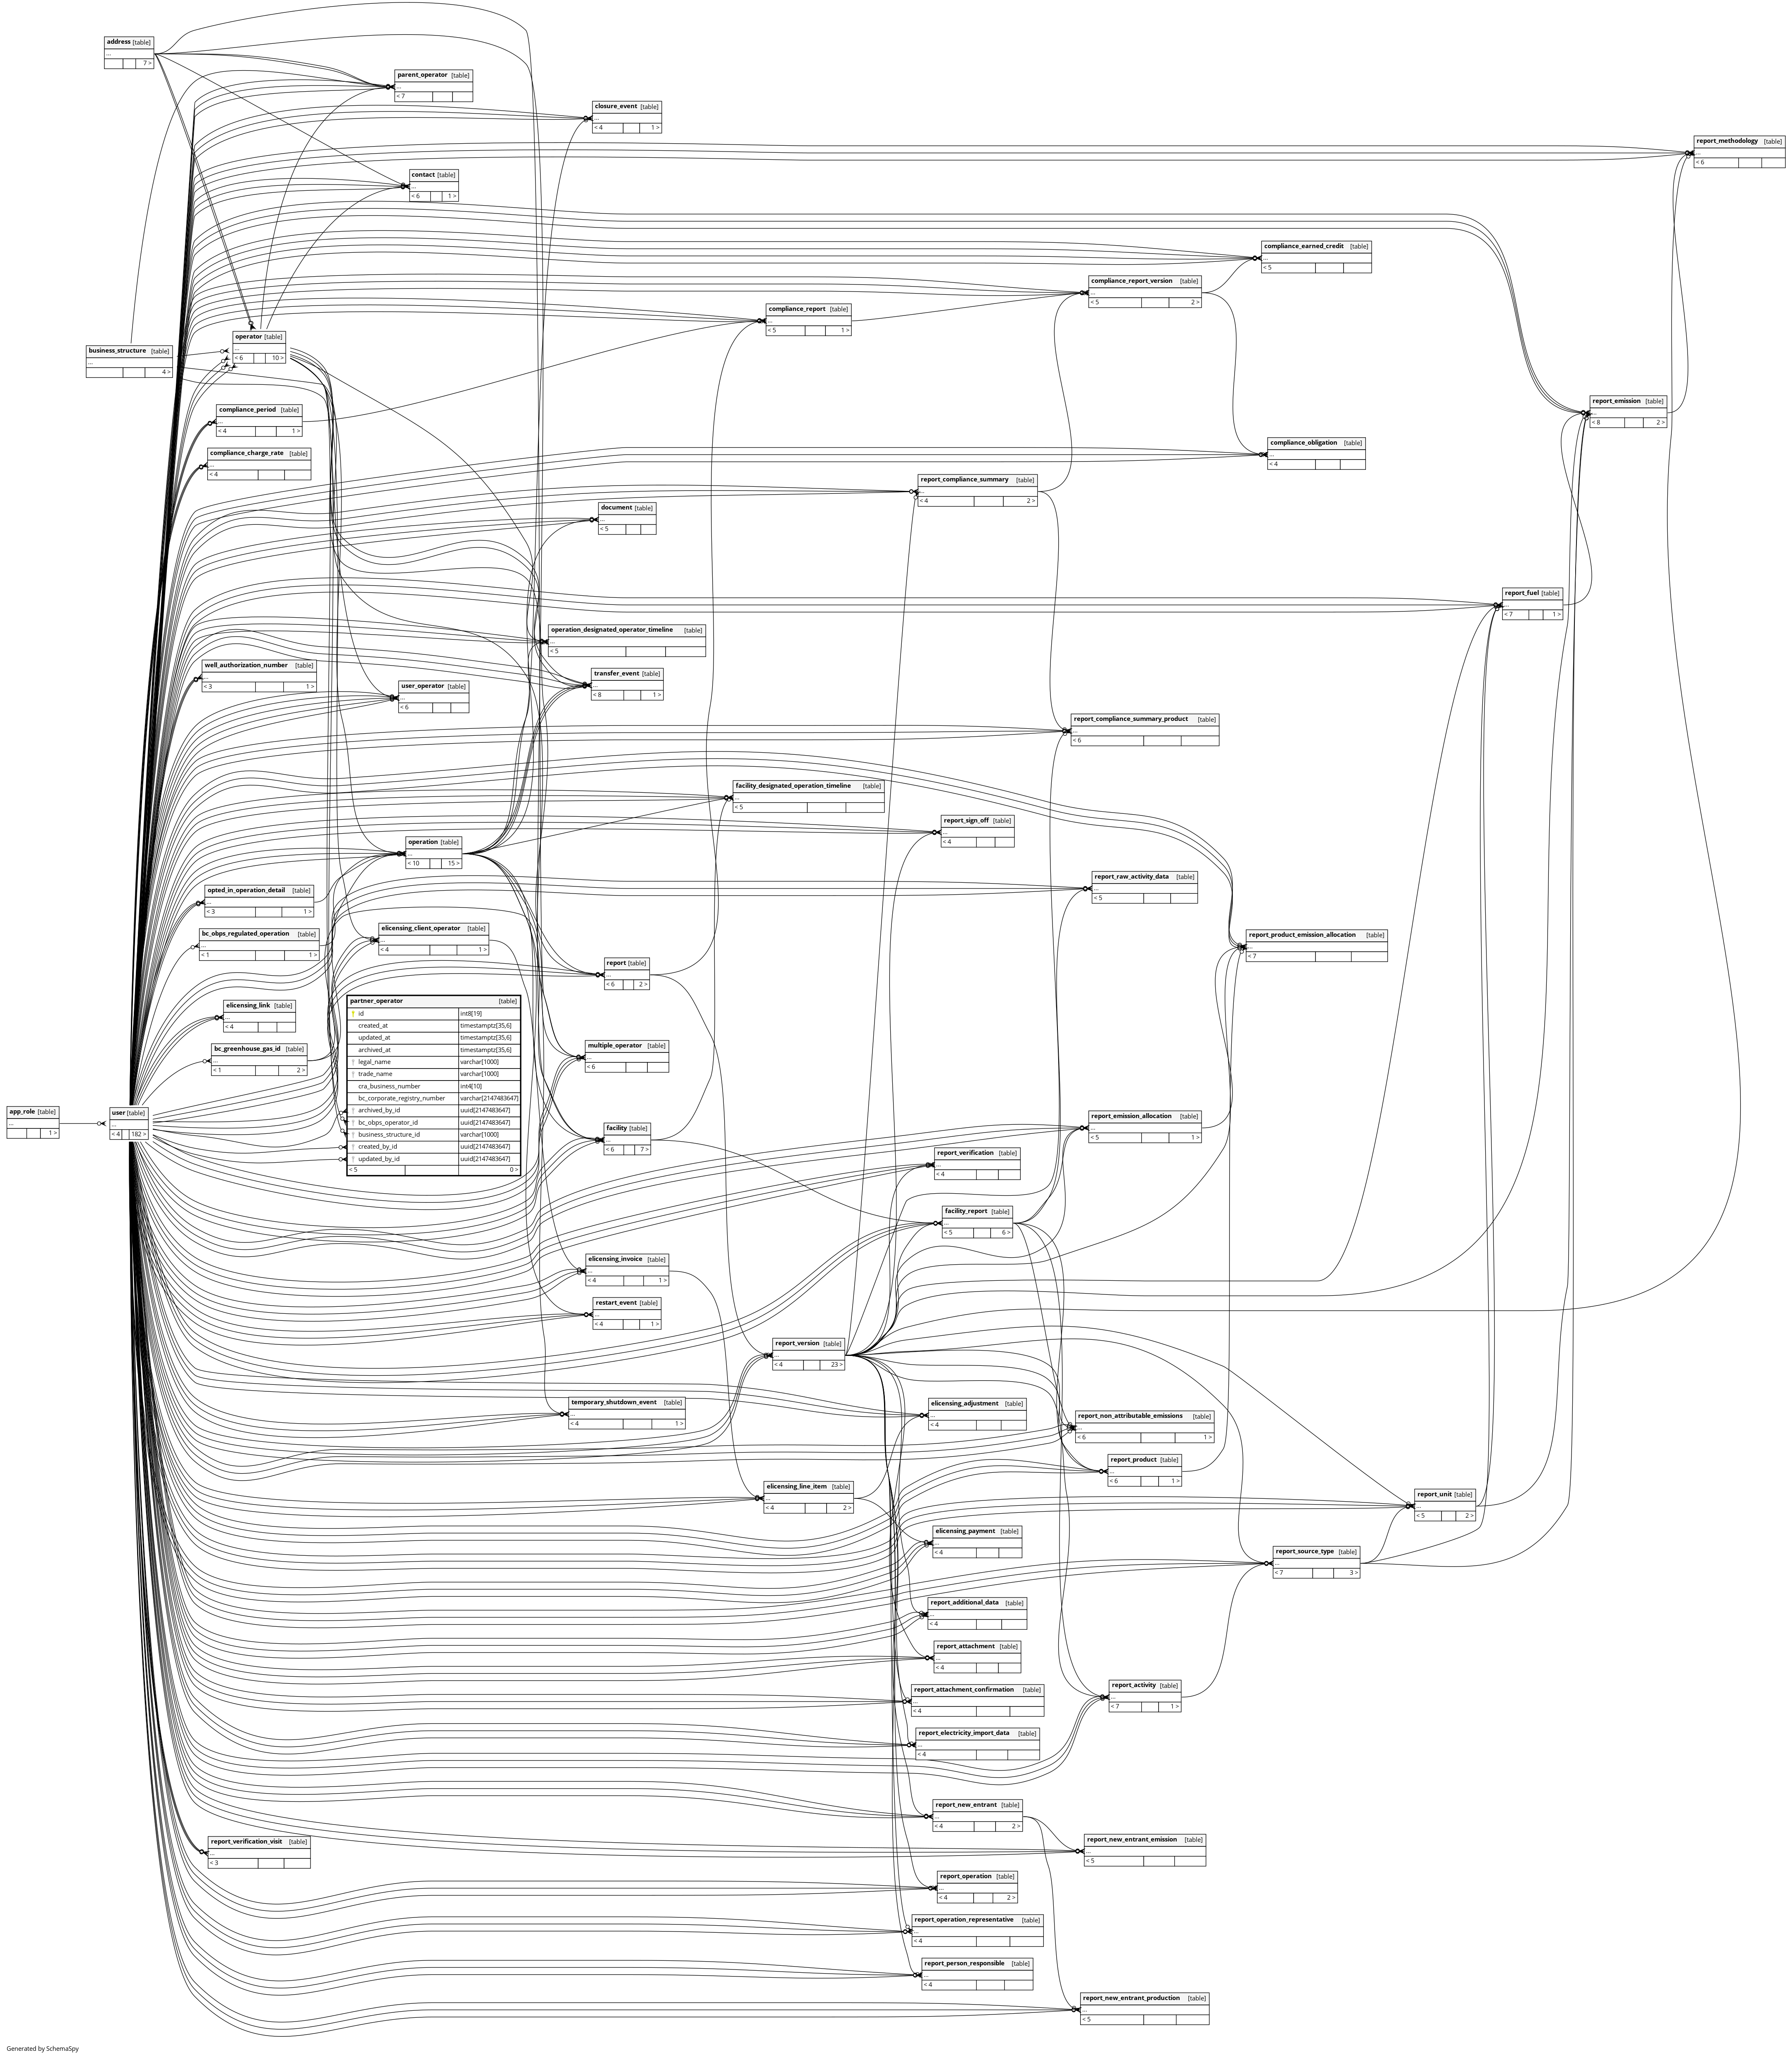 address [table]
...
7 >
parent_operator [table]
...
< 7
closure_event [table]
...
< 4 1 >
report_methodology [table]
...
< 6
contact [table]
...
< 6 1 >
compliance_earned_credit [table]
...
< 5
compliance_report_version [table]
...
< 5 2 >
compliance_report [table]
...
< 5 1 >
operator [table]
...
< 6 10 >
business_structure [table]
...
4 >
report_emission [table]
...
< 8 2 >
compliance_period [table]
...
< 4 1 >
compliance_obligation [table]
...
< 4
compliance_charge_rate [table]
...
< 4
report_compliance_summary [table]
...
< 4 2 >
document [table]
...
< 5
report_fuel [table]
...
< 7 1 >
operation_designated_operator_timeline [table]
...
< 5
well_authorization_number [table]
...
< 3 1 >
transfer_event [table]
...
< 8 1 >
user_operator [table]
...
< 6
report_compliance_summary_product [table]
...
< 6
facility_designated_operation_timeline [table]
...
< 5
report_sign_off [table]
...
< 4
operation [table]
...
< 10 15 >
report_raw_activity_data [table]
...
< 5
opted_in_operation_detail [table]
...
< 3 1 >
elicensing_client_operator [table]
...
< 4 1 >
bc_obps_regulated_operation [table]
...
< 1 1 >
report_product_emission_allocation [table]
...
< 7
report [table]
...
< 6 2 >
partner_operator [table]
id int8[19]
created_at timestamptz[35,6]
updated_at timestamptz[35,6]
archived_at timestamptz[35,6]
legal_name varchar[1000]
trade_name varchar[1000]
cra_business_number int4[10]
bc_corporate_registry_number varchar[2147483647]
archived_by_id uuid[2147483647]
bc_obps_operator_id uuid[2147483647]
business_structure_id varchar[1000]
created_by_id uuid[2147483647]
updated_by_id uuid[2147483647]
< 5 0 >
elicensing_link [table]
...
< 4
bc_greenhouse_gas_id [table]
...
< 1 2 >
multiple_operator [table]
...
< 6
app_role [table]
...
1 >
user [table]
...
< 4 182 >
facility [table]
...
< 6 7 >
report_emission_allocation [table]
...
< 5 1 >
report_verification [table]
...
< 4
facility_report [table]
...
< 5 6 >
elicensing_invoice [table]
...
< 4 1 >
restart_event [table]
...
< 4 1 >
report_version [table]
...
< 4 23 >
temporary_shutdown_event [table]
...
< 4 1 >
elicensing_adjustment [table]
...
< 4
report_non_attributable_emissions [table]
...
< 6 1 >
report_product [table]
...
< 6 1 >
elicensing_line_item [table]
...
< 4 2 >
report_unit [table]
...
< 5 2 >
elicensing_payment [table]
...
< 4
report_source_type [table]
...
< 7 3 >
report_additional_data [table]
...
< 4
report_attachment [table]
...
< 4
report_attachment_confirmation [table]
...
< 4
report_activity [table]
...
< 7 1 >
report_electricity_import_data [table]
...
< 4
report_new_entrant [table]
...
< 4 2 >
report_verification_visit [table]
...
< 3
report_new_entrant_emission [table]
...
< 5
report_operation [table]
...
< 4 2 >
report_operation_representative [table]
...
< 4
report_person_responsible [table]
...
< 4
report_new_entrant_production [table]
...
< 5
Generated by SchemaSpy